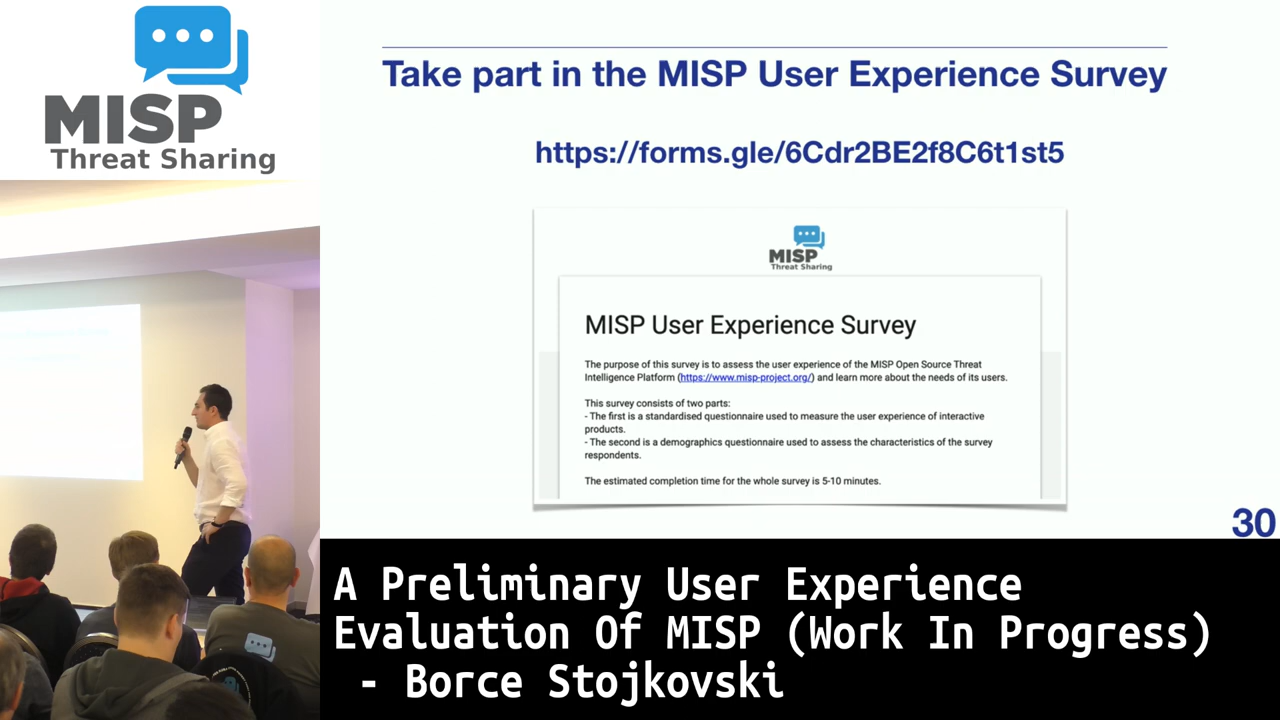 MISP
Threat Sharing
Take part in the MISP User Experience Survey
https://forms.gle/6Cdr2BE2f8C6t1st5
MISP
Threat Sharing
MISP User Experience Survey
The purpose of this survey is to assess the user experience of the MISP Open Source Threat
Intelligence Platform (https://www.misp-project.org/) and learn more about the needs of its users.
This survey consists of two parts:
- The first is a standardised questionnaire used to measure the user experience of interactive
products.
- The second is a demographics questionnaire used to assess the characteristics of the survey
respondents.
The estimated completion time for the whole survey is 5-10 minutes.
30
A Preliminary User Experience
Evaluation Of MISP (Work In Progress)
- Borce Stojkovski